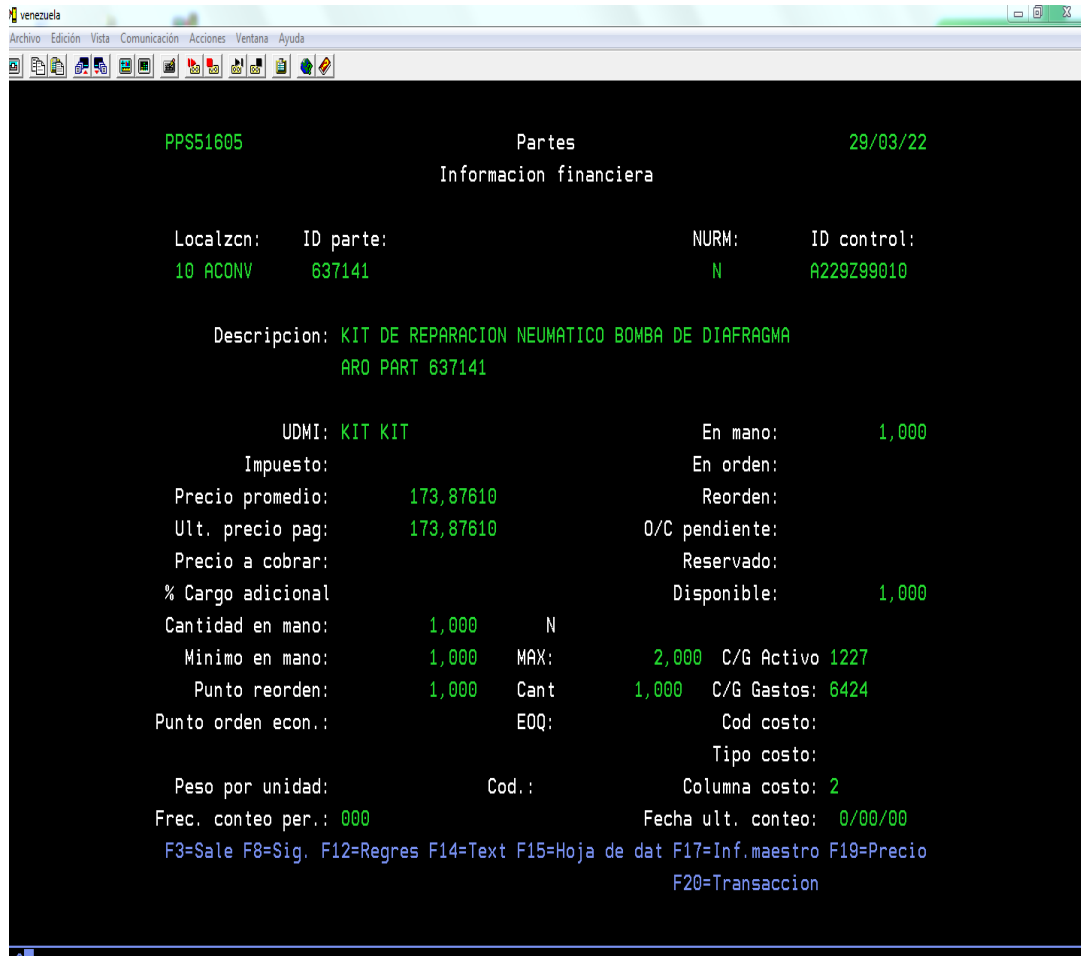 venezuela
Archivo Edición Vista Comunicación Acciones Ventana Ayuda
PPS51605 Partes 29/03/22
Informacion financiera
Localzcn: ID parte: NURM: ID control:
10 ACONV 637141 N A229Z99010
Descripcion: KIT DE REPARACION NEUMATICO BOMBA DE DIAFRAGMA
ARO PART 637141
UDMI: KIT KIT En mano: 1,000
Impuesto: En orden:
Precio promedio: 173,87610 Reorden:
Ult. precio pag: 173,87610 O/C pendiente:
Precio a cobrar: Reservado:
% Cargo adicional Disponible: 1,000
Cantidad en mano: 1,000 N
Minimo en mano: 1,000 MAX: 2,000 C/G Activo 1227
Punto reorden: 1,000 Cant 1,000 C/G Gastos: 6424
Punto orden econ.: EOQ: Cod costo:
Tipo costo:
Peso por unidad: Cod.: Columna costo: 2
Frec. conteo per.: 000 Fecha ult. conteo: 0/00/00
F3=Sale F8=Sig. F12=Regres F14=Text F15=Hoja de dat F17=Inf.maestro F19=Precio
F20=Transaccion